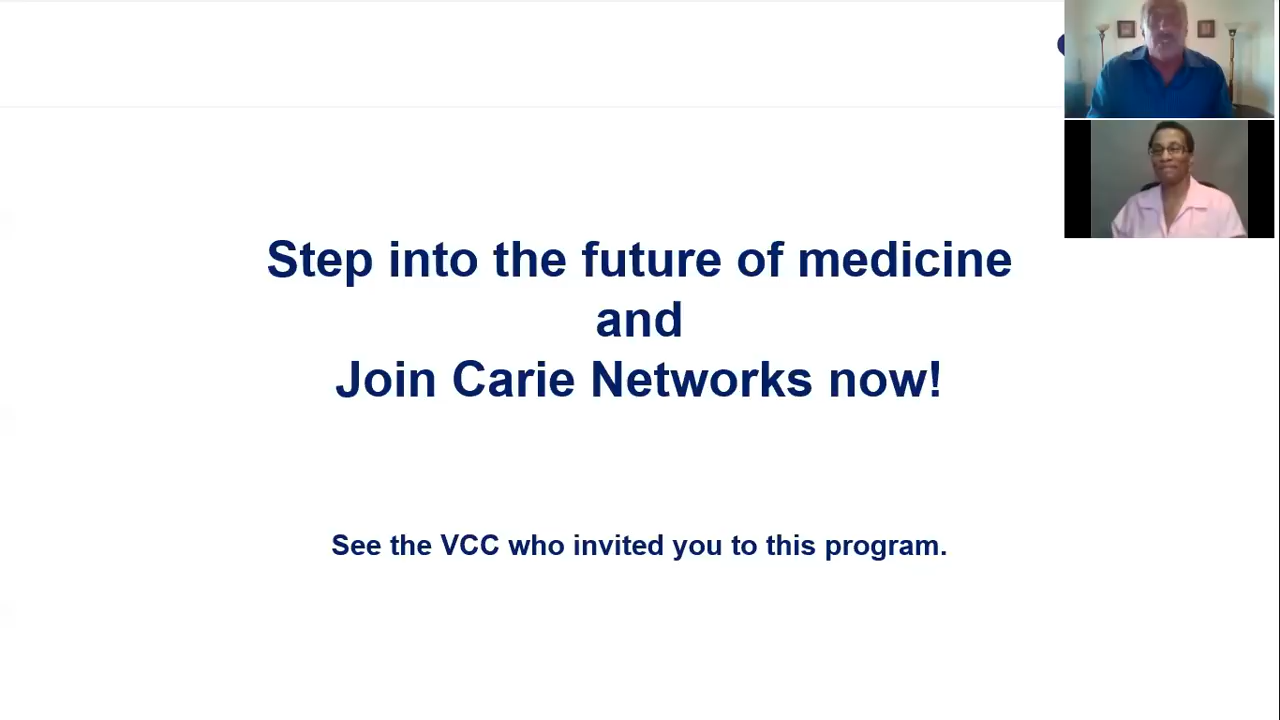 Step into the future of medicine
and
Join Carie Networks now!
See the VCC who invited you to this program.